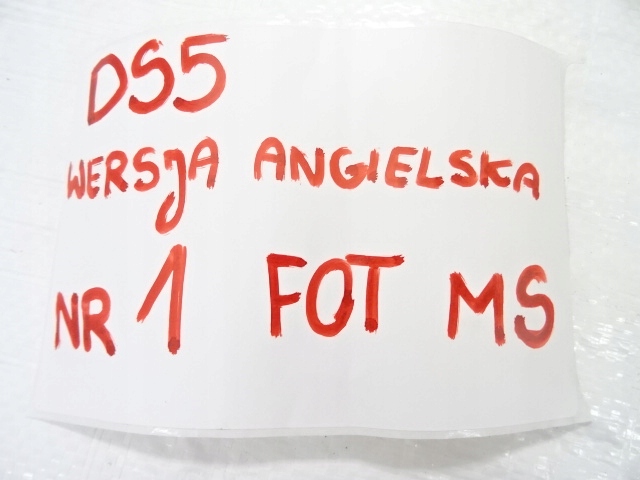 DS5
WERSJA ANGIELSKA
NR 1 FOT MS